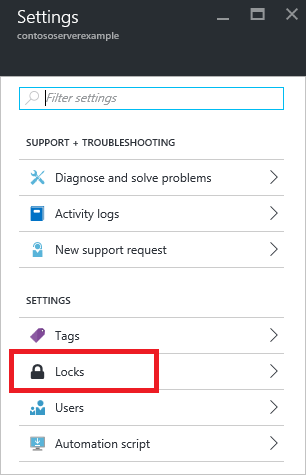 Settings
contososerverexample
Filter settings
SUPPORT + TROUBLESHOOTING
Diagnose and solve problems
Activity logs
New support request
SETTINGS
Tags
Locks
Users
Automation script